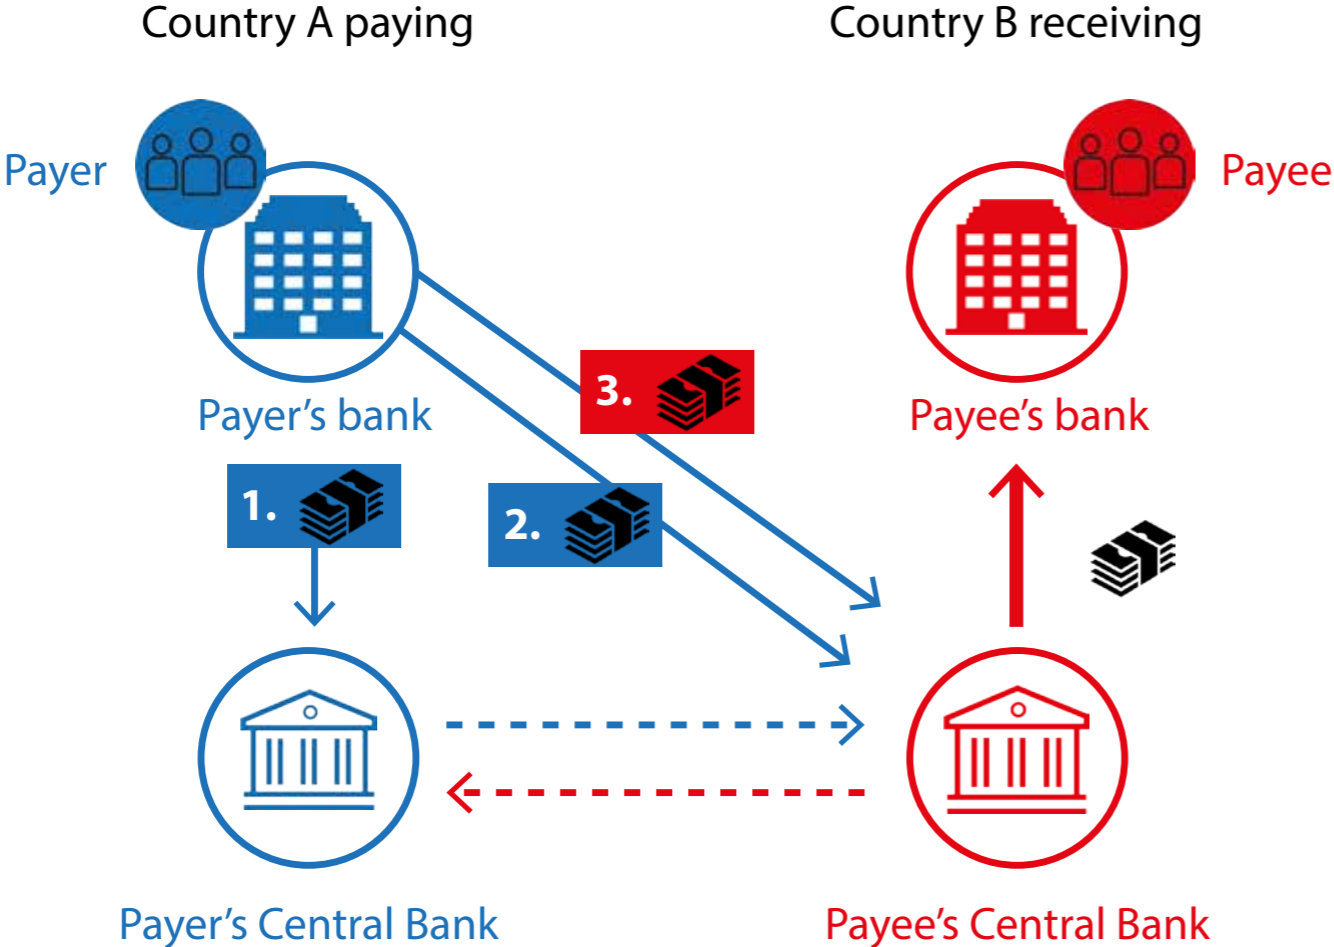 Country A paying
Country B receiving
Payer
Payee
3.
Payer’s bank
Payee’s bank
1.
2.
Payer’s Central Bank
Payee’s Central Bank